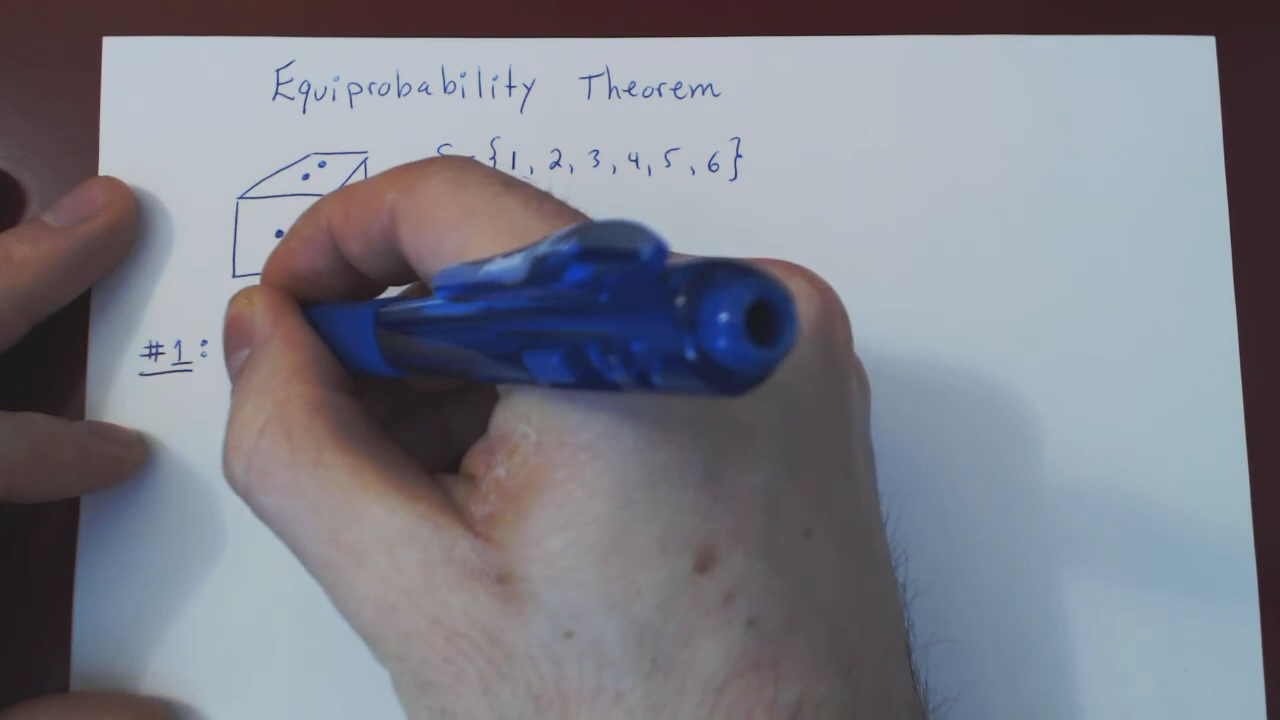 Equiprobability Theorem
S = {1, 2, 3, 4, 5, 6}
#1: